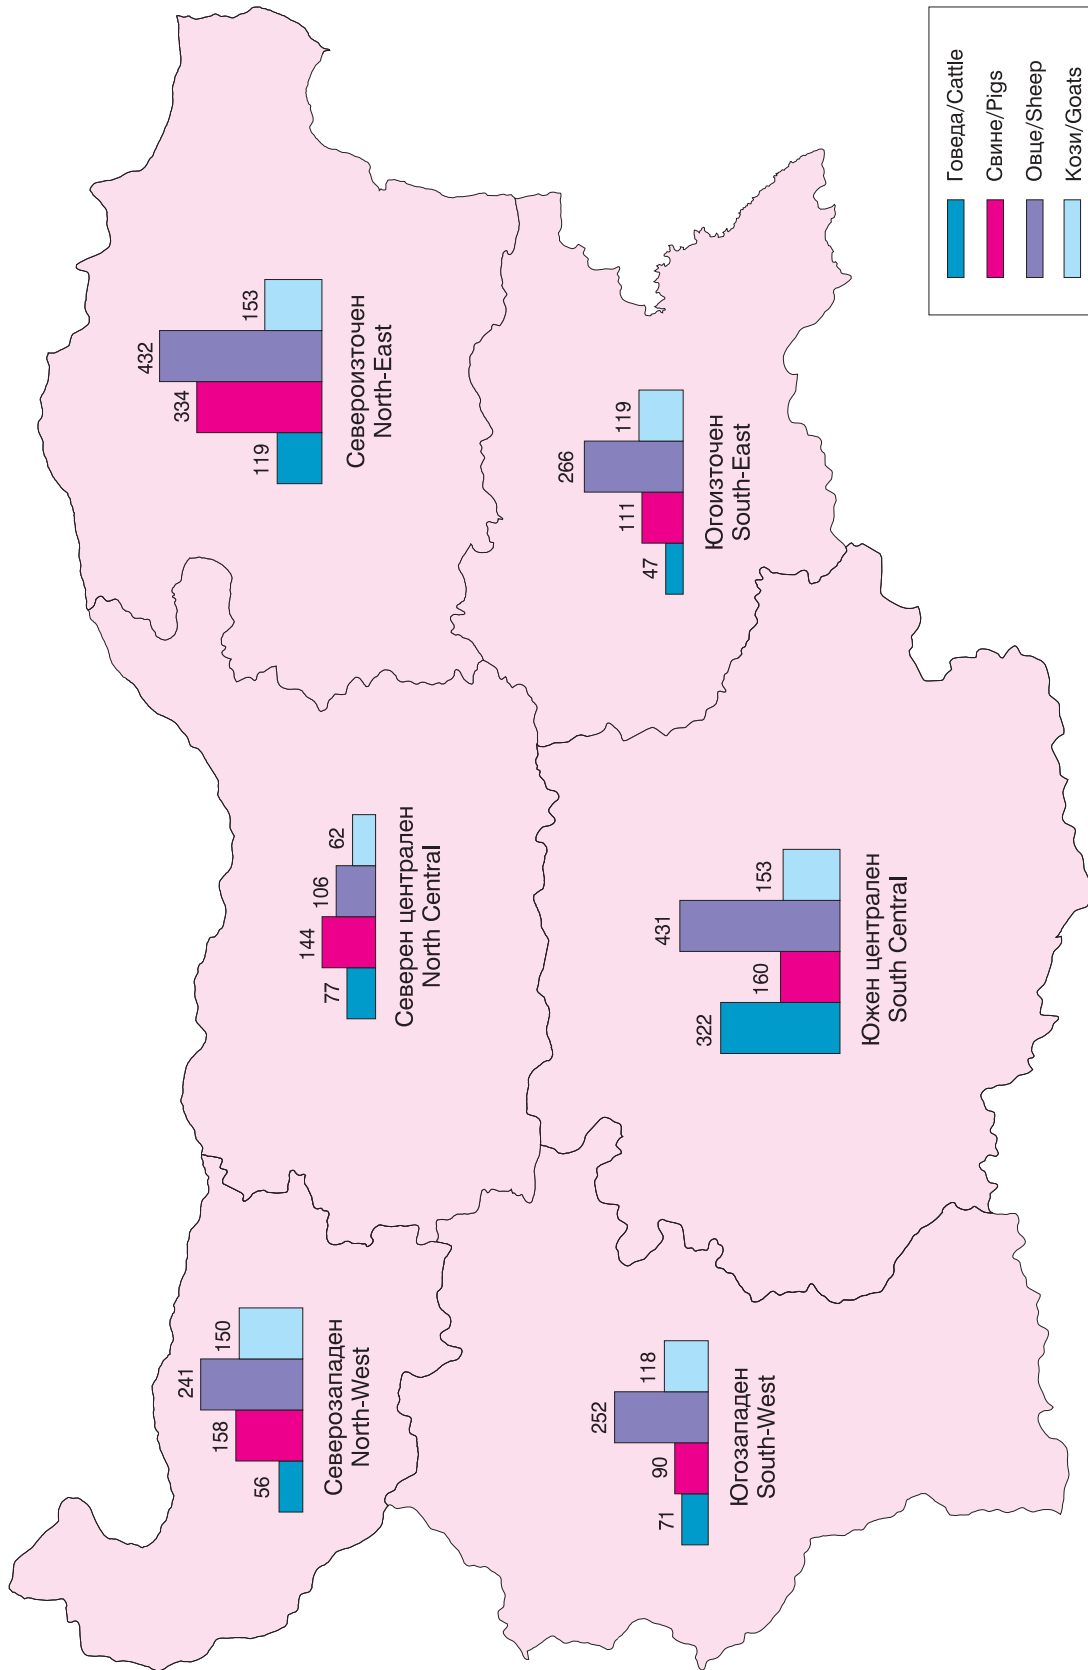 56
158
241
150
Северозападен
North-West
77
144
106
62
Северен централен
North Central
119
334
432
153
Североизточен
North-East
71
90
252
118
Югозападен
South-West
322
160
431
153
Южен централен
South Central
47
111
266
119
Югоизточен
South-East
Говеда/Cattle
Свине/Pigs
Овце/Sheep
Кози/Goats